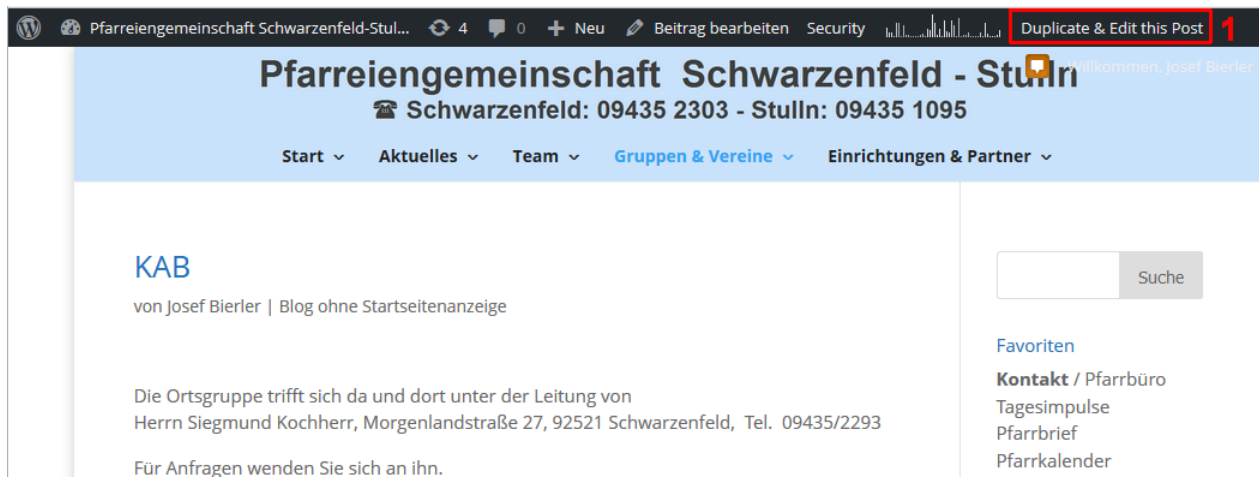 Pfarreiengemeinschaft Schwarzenfeld-Stul... 4 0 Neu Beitrag bearbeiten Security Duplicate & Edit this Post 1
Pfarreiengemeinschaft Schwarzenfeld - Stulln
Willkommen, Josef Bierler
☎ Schwarzenfeld: 09435 2303 - Stulln: 09435 1095
Start Aktuelles Team Gruppen & Vereine Einrichtungen & Partner
KAB
von Josef Bierler | Blog ohne Startseitenanzeige
Die Ortsgruppe trifft sich da und dort unter der Leitung von
Herrn Siegmund Kochherr, Morgenlandstraße 27, 92521 Schwarzenfeld, Tel. 09435/2293
Für Anfragen wenden Sie sich an ihn.
Suche
Favoriten
Kontakt / Pfarrbüro
Tagesimpulse
Pfarrbrief
Pfarrkalender